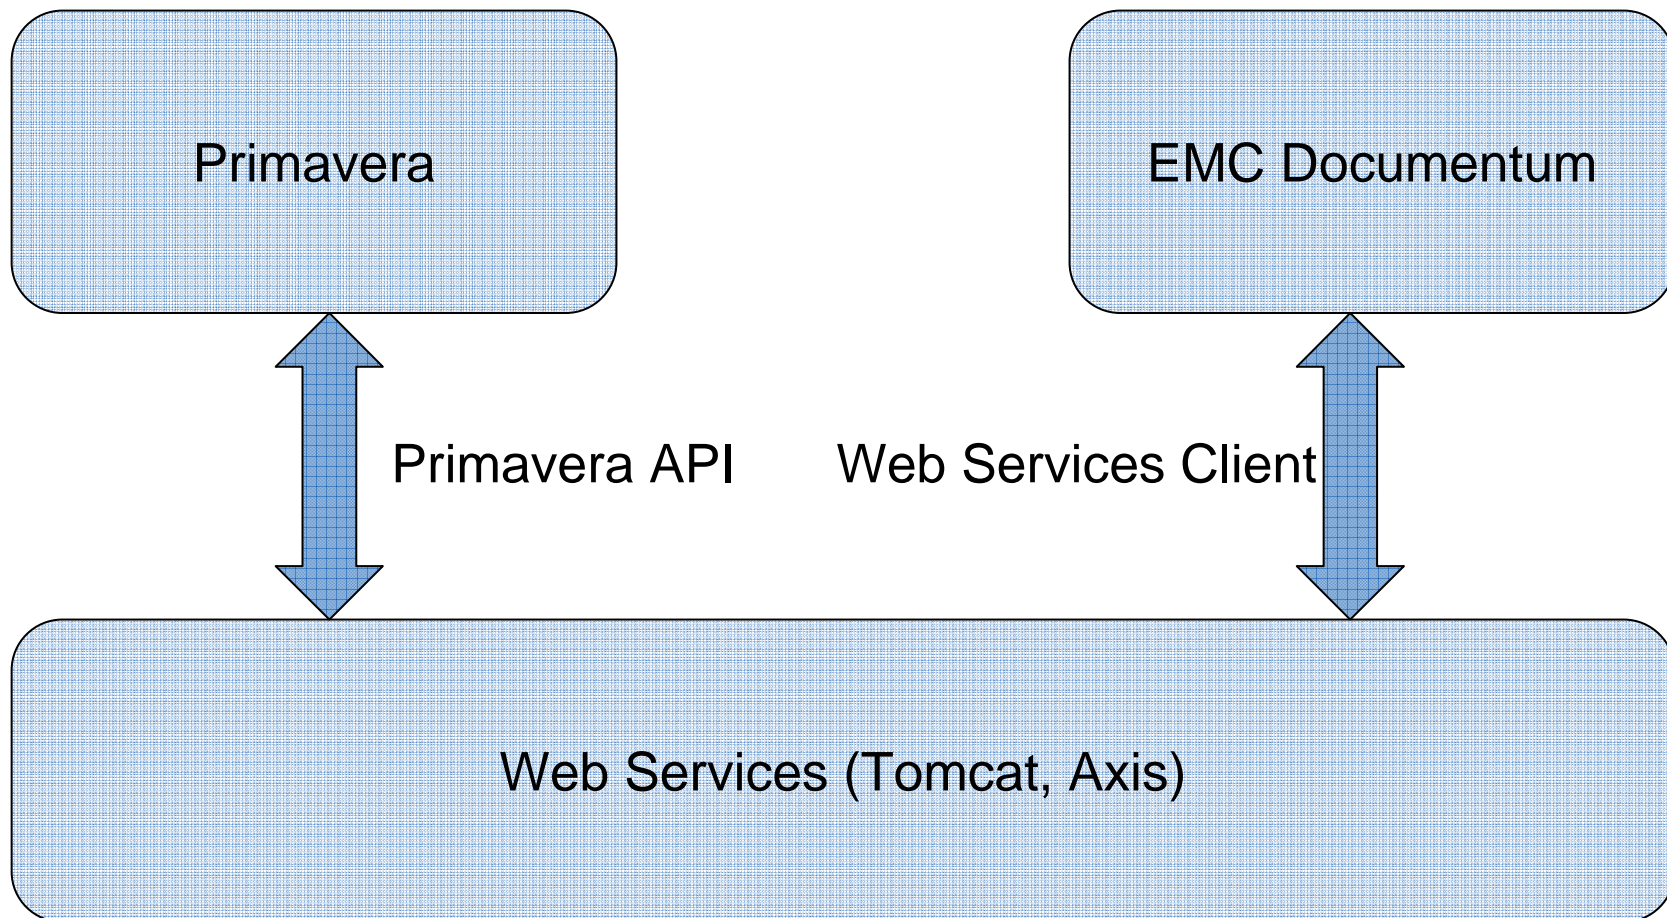 Primavera
EMC Documentum
Primavera API
Web Services Client
Web Services (Tomcat, Axis)